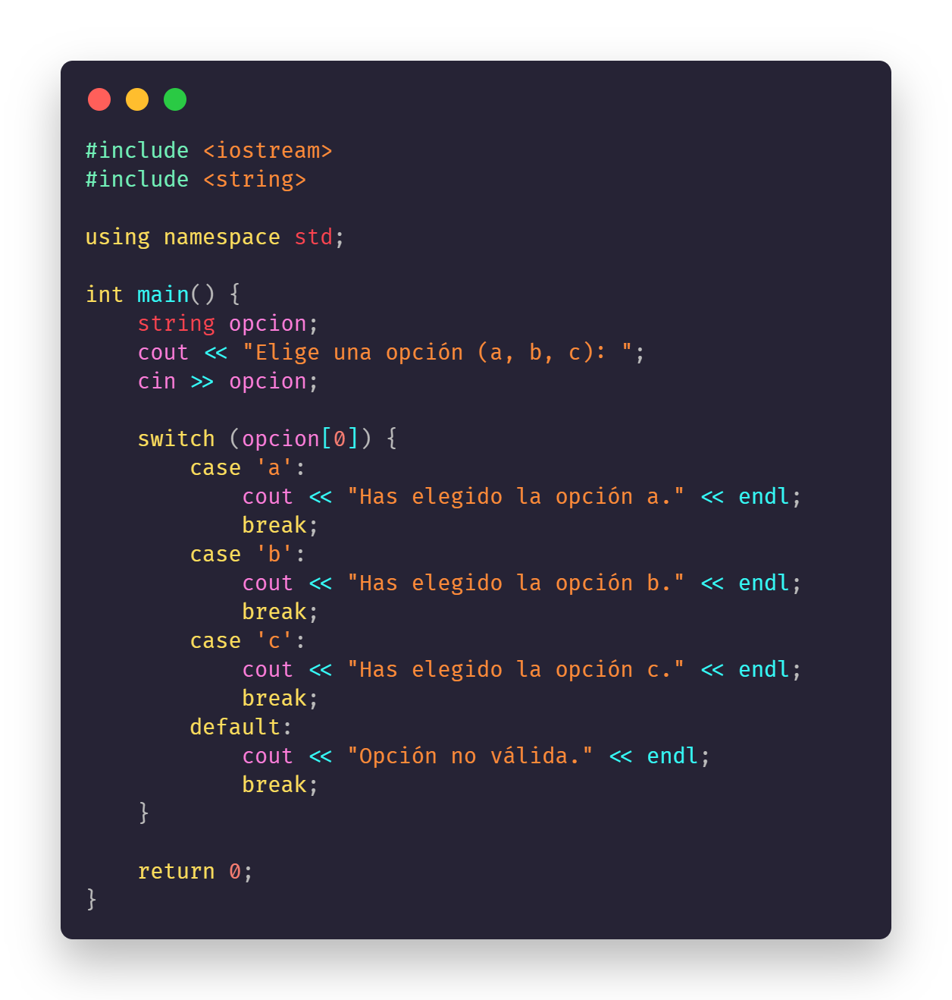 #include <iostream>
#include <string>

using namespace std;

int main() {
    string opcion;
    cout << "Elige una opción (a, b, c): ";
    cin >> opcion;

    switch (opcion[0]) {
        case 'a':
            cout << "Has elegido la opción a." << endl;
            break;
        case 'b':
            cout << "Has elegido la opción b." << endl;
            break;
        case 'c':
            cout << "Has elegido la opción c." << endl;
            break;
        default:
            cout << "Opción no válida." << endl;
            break;
    }

    return 0;
}